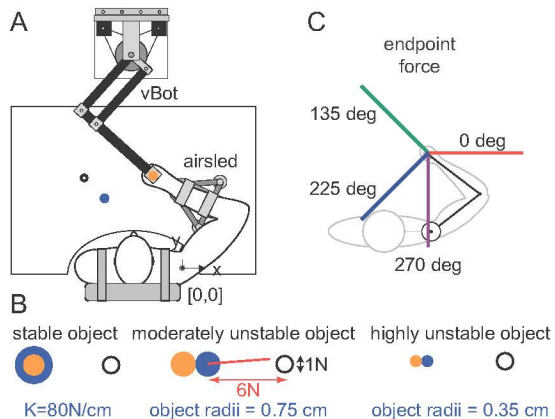 A
vBot
airsled
y
x
[0,0]
C
endpoint
force
135 deg
0 deg
225 deg
270 deg
B
stable object
moderately unstable object
highly unstable object
1N
6N
K=80N/cm
object radii = 0.75 cm
object radii = 0.35 cm